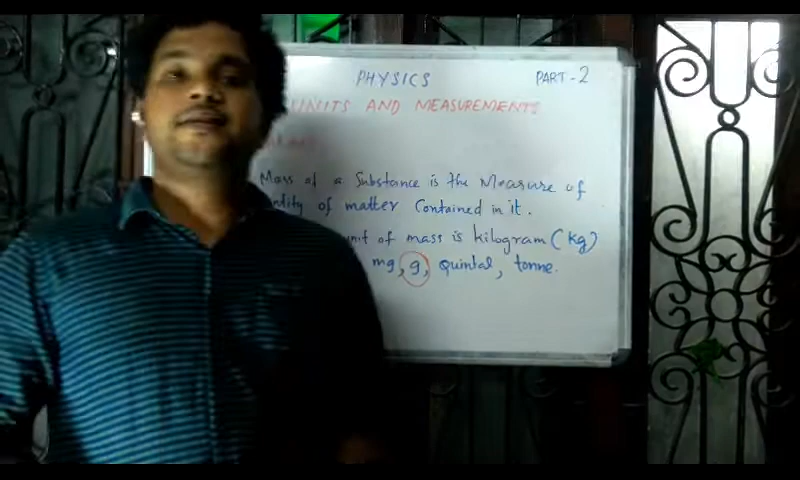 PHYSICS PART-2
UNITS AND MEASUREMENTS
Mass of a Substance is the Measure of
of matter Contained in it.
of mass is kilogram (kg)
mg, g, Quintal, tonne.